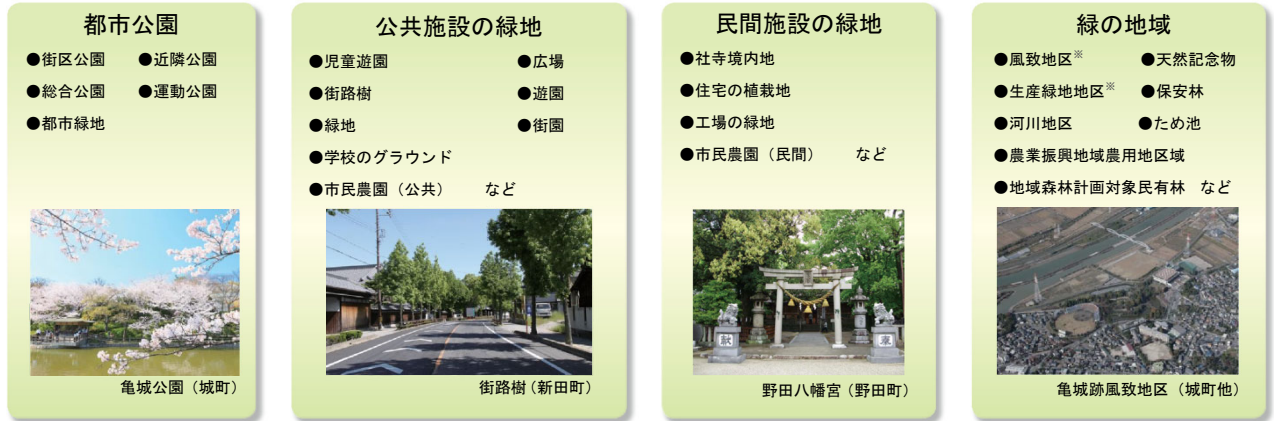 都市公園
●街区公園 ●近隣公園
●総合公園 ●運動公園
●都市緑地
亀城公園（城町）
公共施設の緑地
●児童遊園 ●広場
●街路樹 ●遊園
●緑地 ●街園
●学校のグラウンド
●市民農園（公共） など
街路樹（新田町）
民間施設の緑地
●社寺境内地
●住宅の植栽地
●工場の緑地
●市民農園（民間） など
献
車
野田八幡宮（野田町）
緑の地域
●風致地区※ ●天然記念物
●生産緑地地区※ ●保安林
●河川地区 ●ため池
●農業振興地域農用地区域
●地域森林計画対象民有林 など
亀城跡風致地区（城町他）